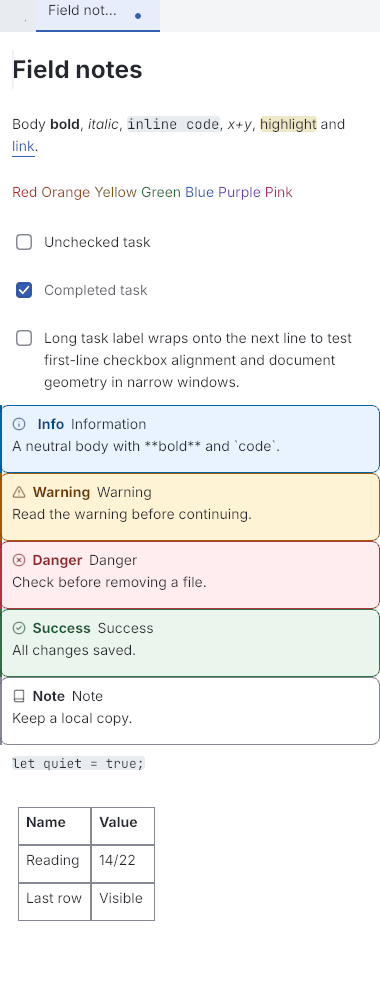 Field not...
Field notes
Body bold, italic, inline code, x+y, highlight and
link.
Red Orange Yellow Green Blue Purple Pink
Unchecked task
Completed task
Long task label wraps onto the next line to test
first-line checkbox alignment and document
geometry in narrow windows.
Info Information
A neutral body with **bold** and `code`.
Warning Warning
Read the warning before continuing.
Danger Danger
Check before removing a file.
Success Success
All changes saved.
Note Note
Keep a local copy.
let quiet = true;
Name Value
Reading 14/22
Last row Visible